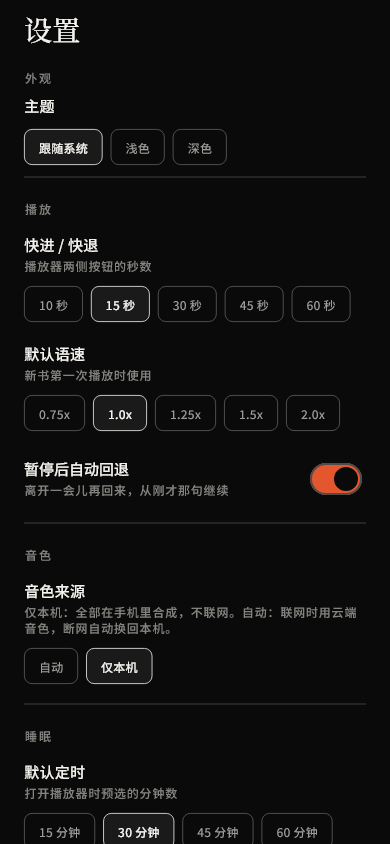 设置
外观
主题
跟随系统 浅色 深色
播放
快进 / 快退
播放器两侧按钮的秒数
10 秒 15 秒 30 秒 45 秒 60 秒
默认语速
新书第一次播放时使用
0.75x 1.0x 1.25x 1.5x 2.0x
暂停后自动回退
离开一会儿再回来，从刚才那句继续
音色
音色来源
仅本机：全部在手机里合成，不联网。自动：联网时用云端
音色，断网自动换回本机。
自动 仅本机
睡眠
默认定时
打开播放器时预选的分钟数
15 分钟 30 分钟 45 分钟 60 分钟